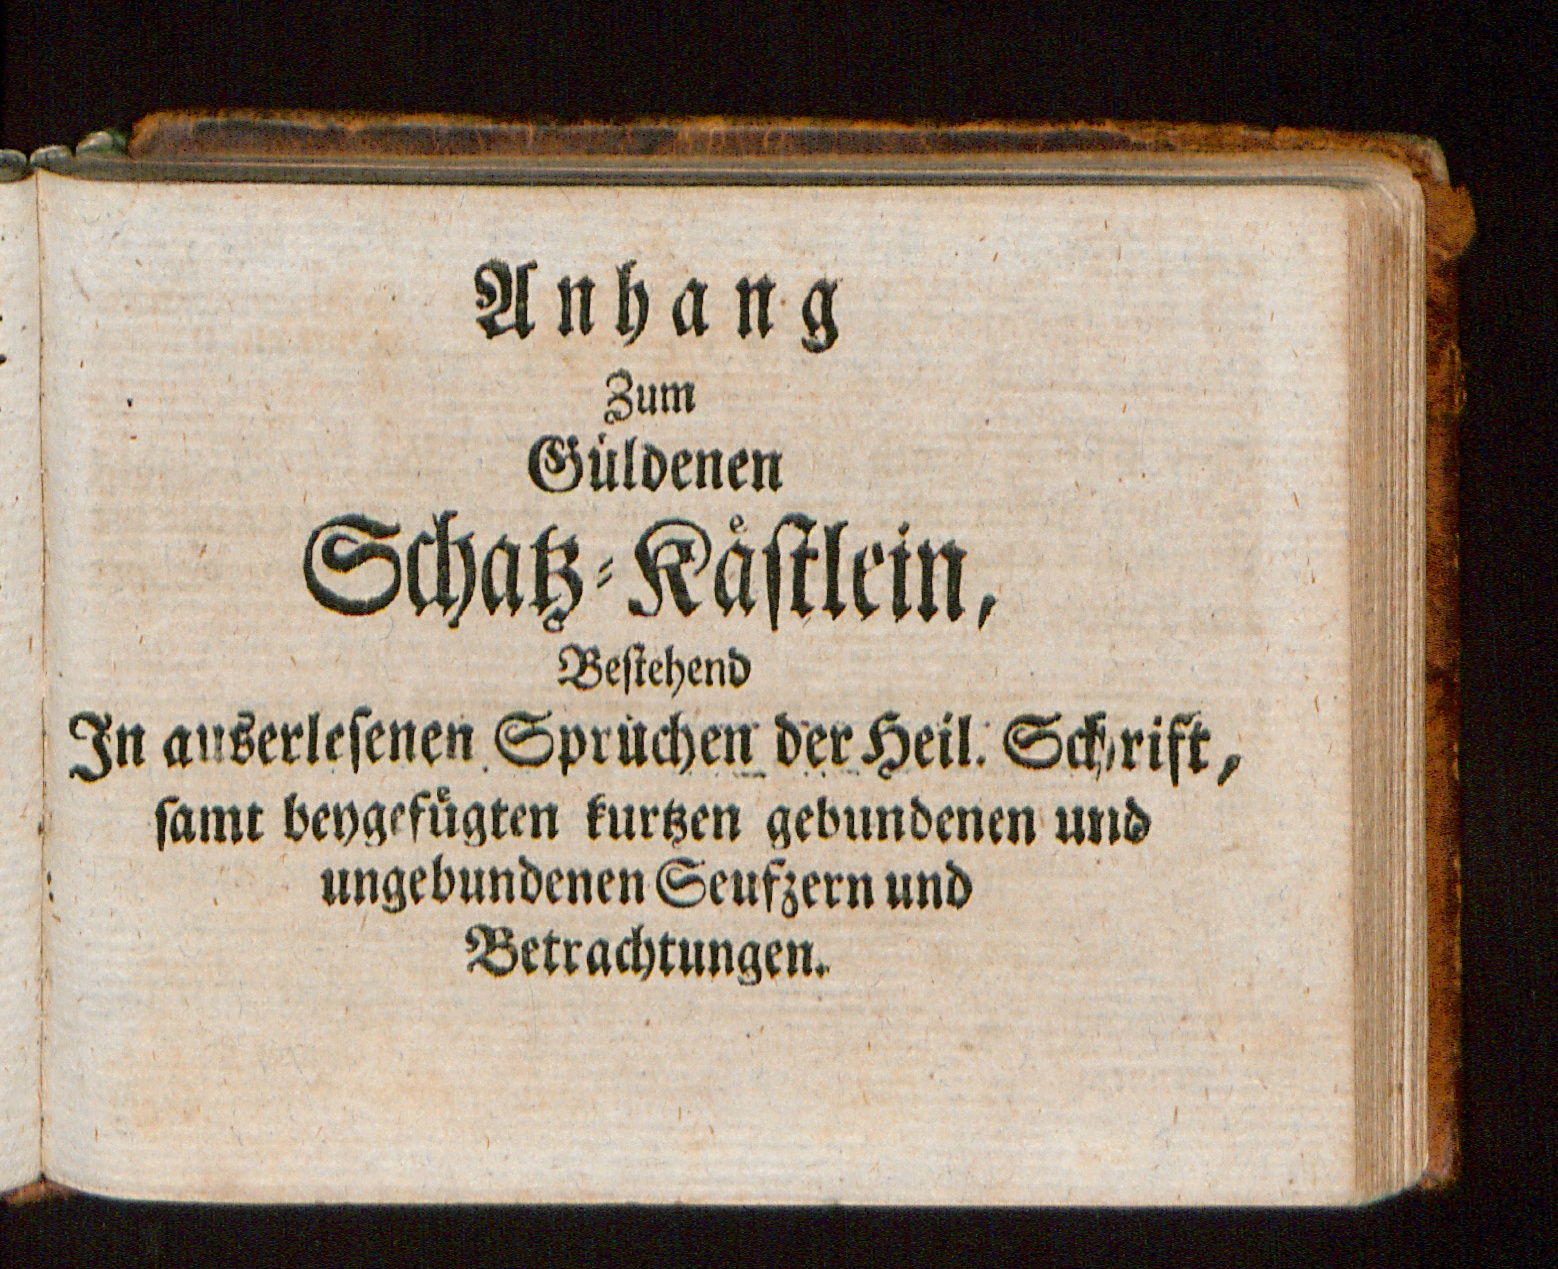 Anhang
Zum
Güldenen
Schatz-Kåſtlein,
Beſtehend
In auserleſenen Sprüchen der Heil. Schrift,
ſamt beygefügten kurtzen gebundenen und
ungebundenen Seufzern und
Betrachtungen.